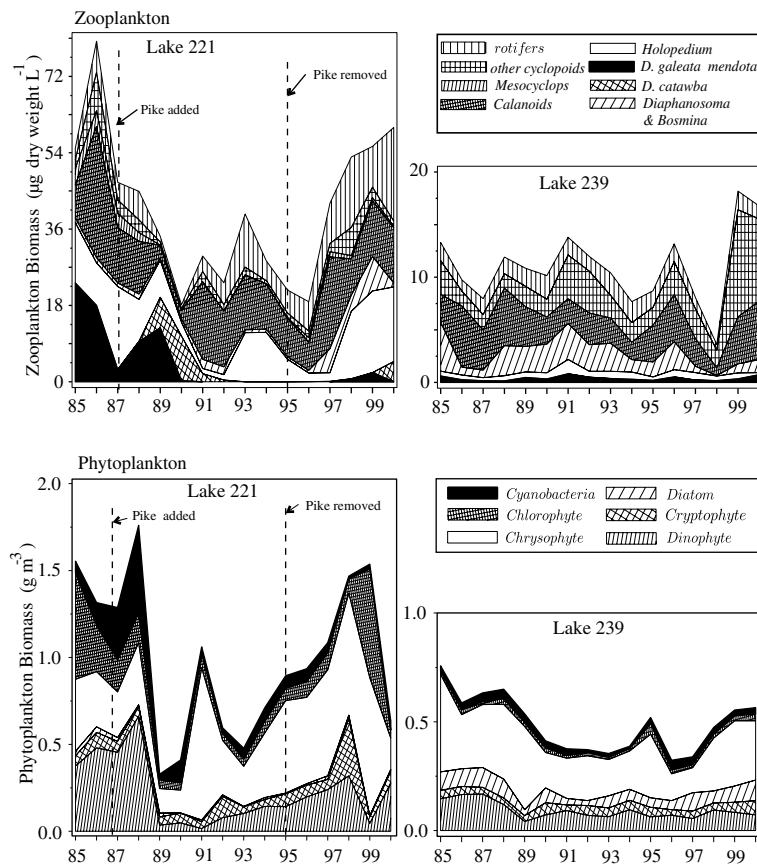 Zooplankton
Lake 221
Pike removed
Pike added
Zooplankton Biomass (µg dry weight L⁻¹)
72
54
36
18
0
85 87 89 91 93 95 97 99
rotifers
other cyclopoids
Mesocyclops
Calanoids
Holopedium
D. galeata mendota
D. catawba
Diaphanosoma
& Bosmina
Lake 239
20
10
0
85 87 89 91 93 95 97 99
Phytoplankton
Lake 221
Pike added
Pike removed
Phytoplankton Biomass (g m⁻³)
2.0
1.5
1.0
0.5
0.0
85 87 89 91 93 95 97 99
Cyanobacteria
Chlorophyte
Chrysophyte
Diatom
Cryptophyte
Dinophyte
Lake 239
1.0
0.5
0.0
85 87 89 91 93 95 97 99